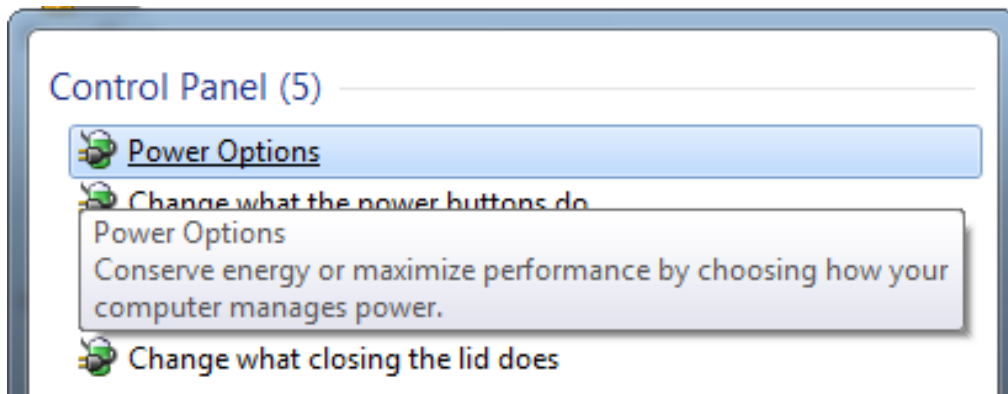 Control Panel (5)
Power Options
Change what the power buttons do
Power Options
Conserve energy or maximize performance by choosing how your
computer manages power.
Change what closing the lid does